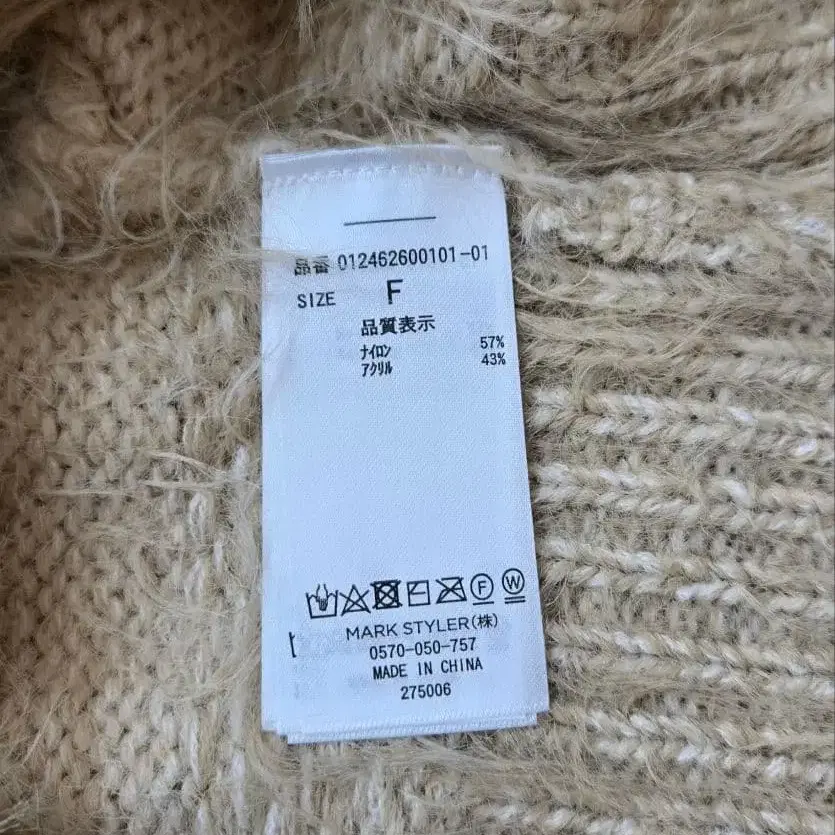 品番 012462600101-01
SIZE F
品質表示
ナイロン 57%
アクリル 43%
F W
MARK STYLER(株)
0570-050-757
MADE IN CHINA
275006